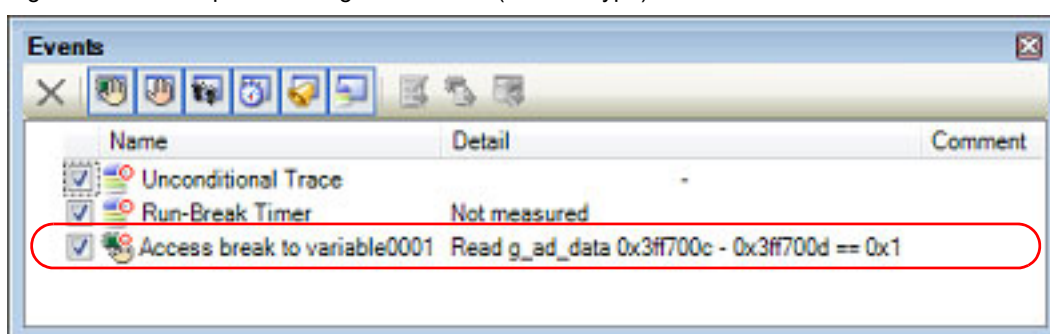 Events
Name Detail Comment
Unconditional Trace -
Run-Break Timer Not measured
Access break to variable0001 Read g_ad_data 0x3ff700c - 0x3ff700d == 0x1